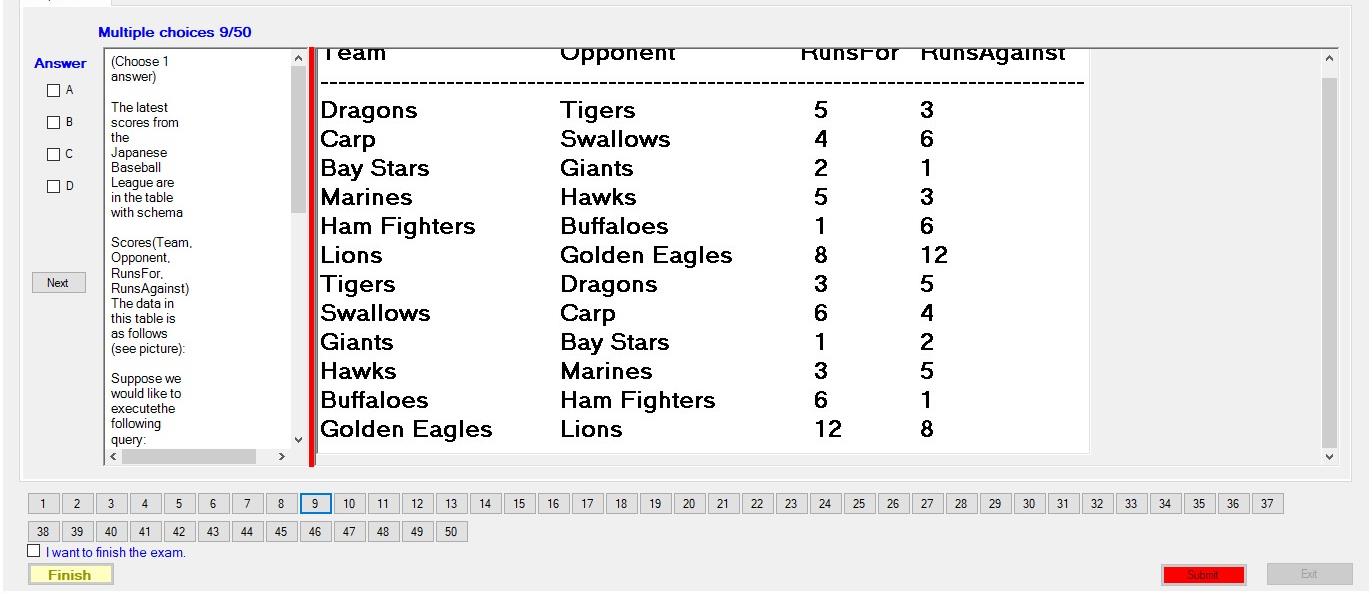 Multiple choices 9/50
Answer
A
B
C
D
Next
(Choose 1
answer)
The latest
scores from
the
Japanese
Baseball
League are
in the table
with schema
Scores(Team,
Opponent,
RunsFor,
RunsAgainst)
The data in
this table is
as follows
(see picture):
Suppose we
would like to
executethe
following
query:
Team Opponent RunsFor RunsAgainst
Dragons Tigers 5 3
Carp Swallows 4 6
Bay Stars Giants 2 1
Marines Hawks 5 3
Ham Fighters Buffaloes 1 6
Lions Golden Eagles 8 12
Tigers Dragons 3 5
Swallows Carp 6 4
Giants Bay Stars 1 2
Hawks Marines 3 5
Buffaloes Ham Fighters 6 1
Golden Eagles Lions 12 8
1 2 3 4 5 6 7 8 9 10 11 12 13 14 15 16 17 18 19 20 21 22 23 24 25 26 27 28 29 30 31 32 33 34 35 36 37
38 39 40 41 42 43 44 45 46 47 48 49 50
I want to finish the exam.
Finish
Submit
Exit